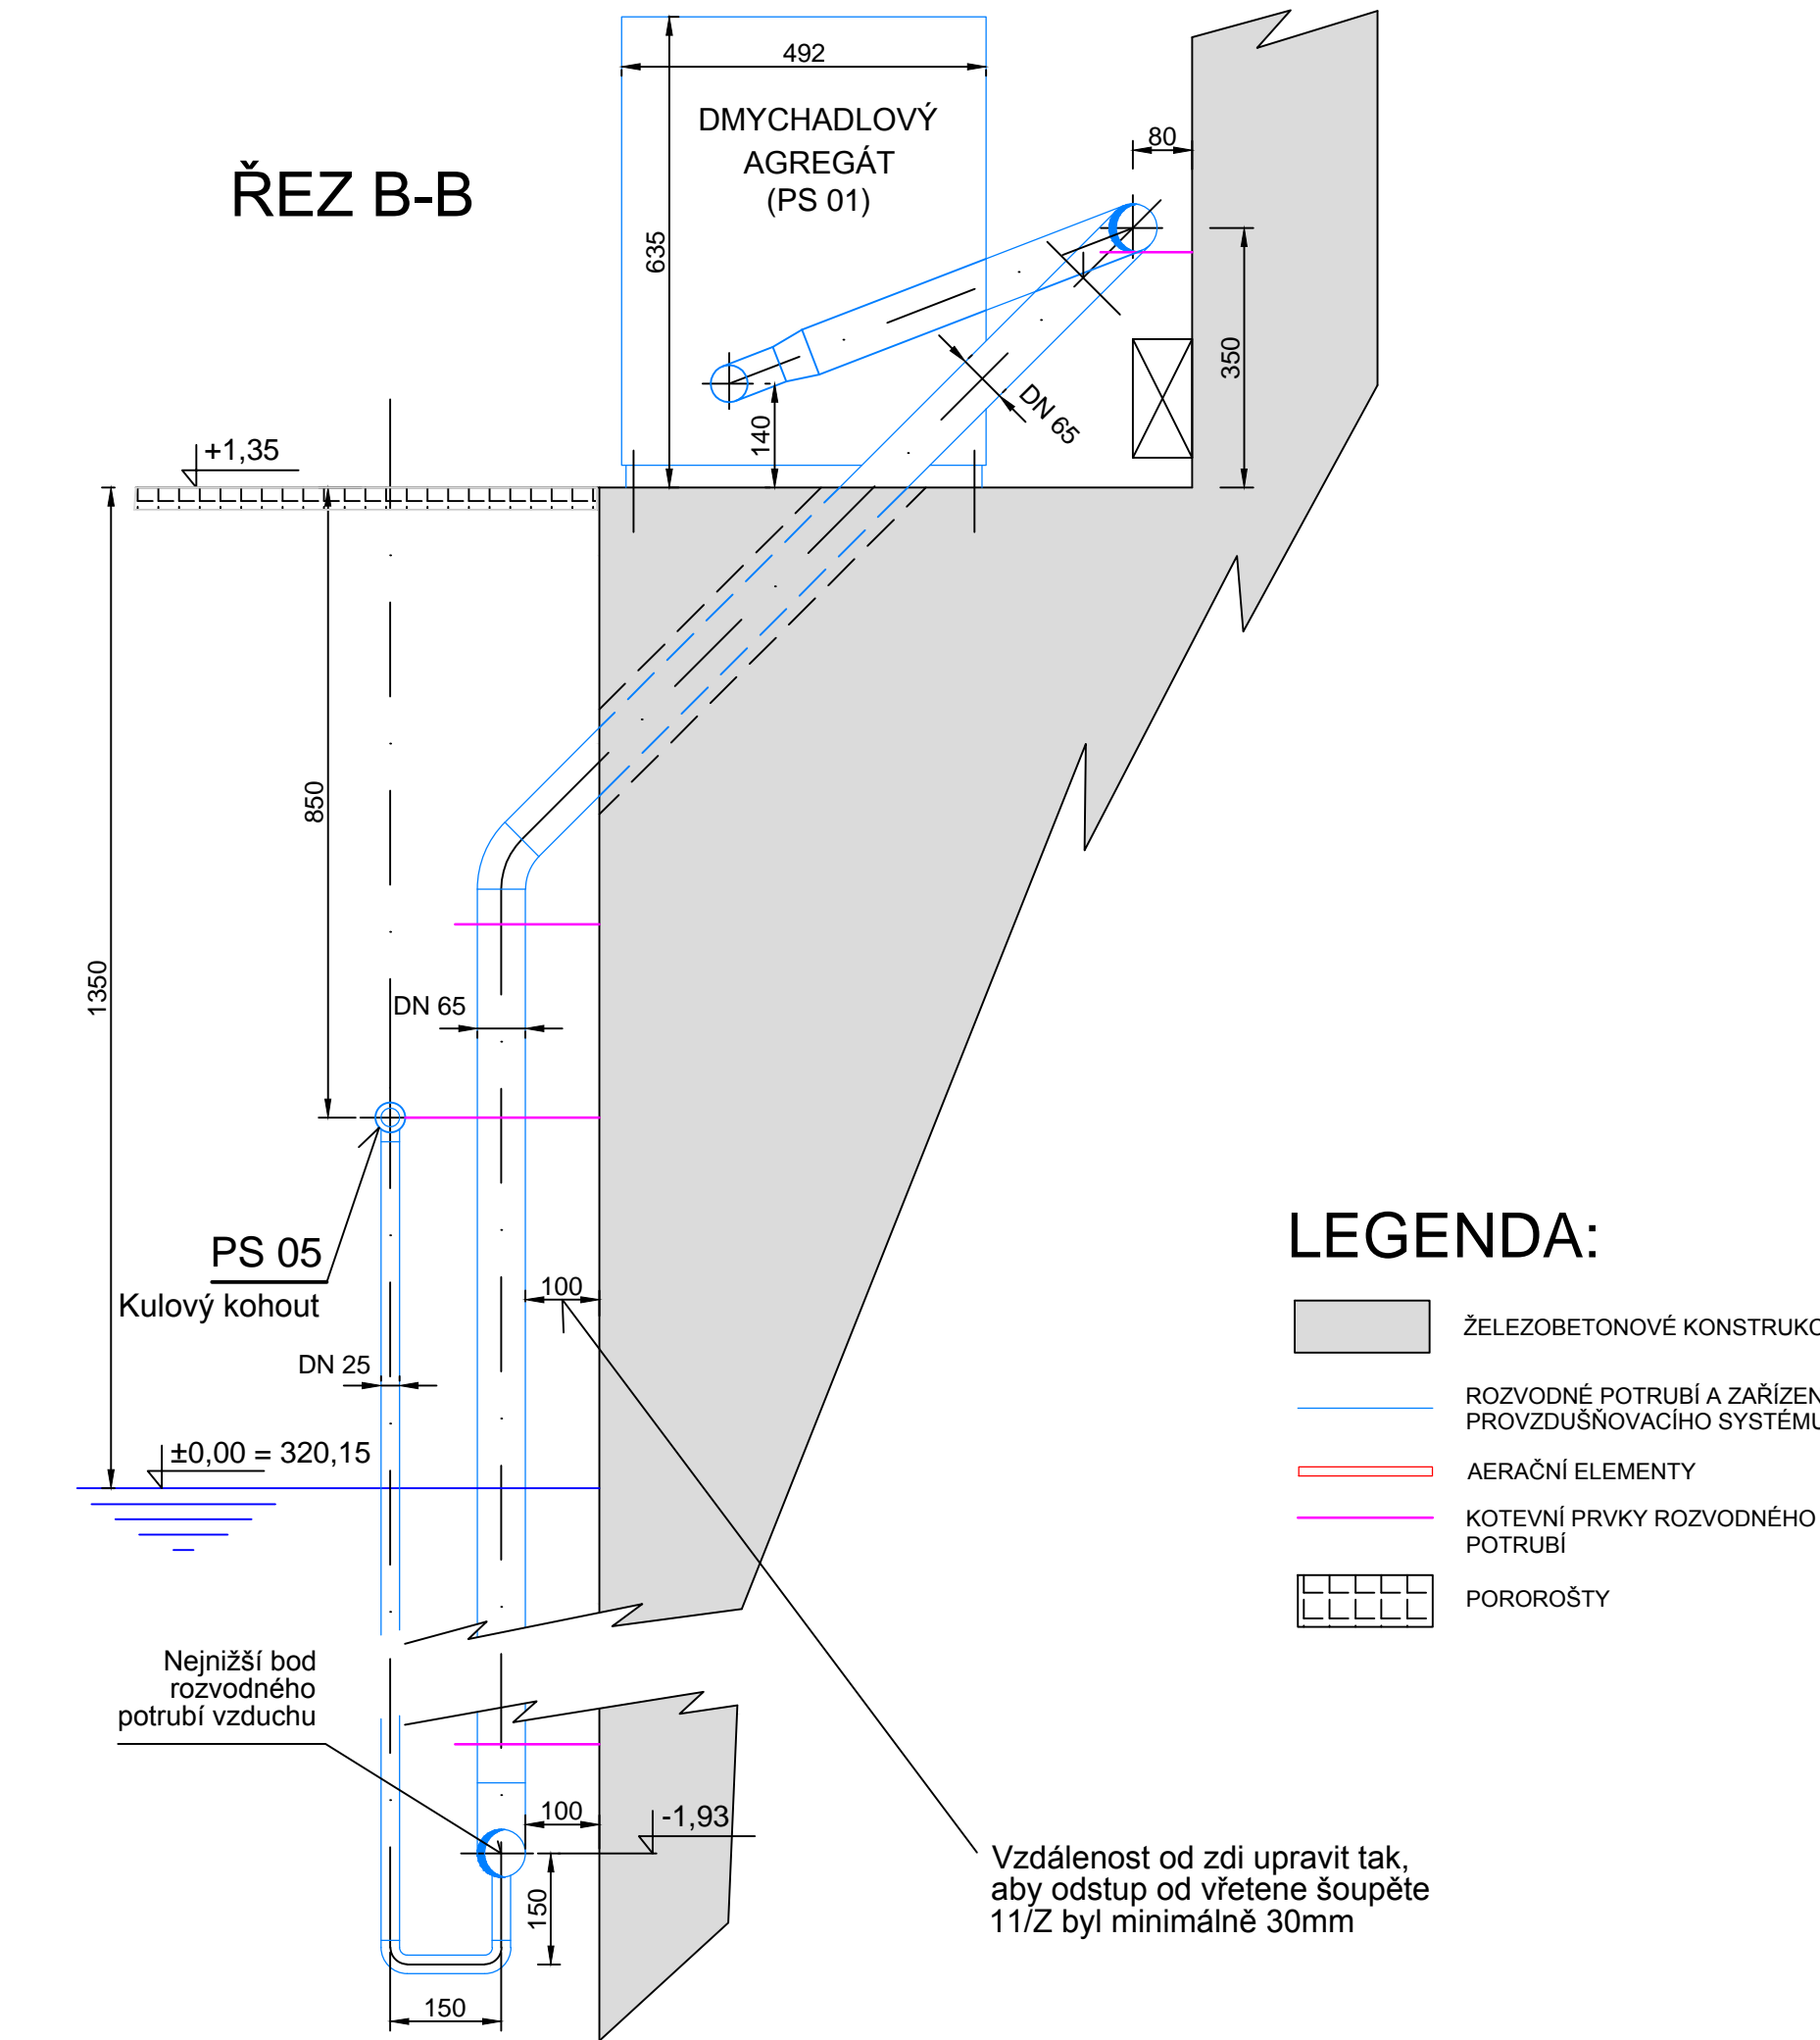 ŘEZ B-B
492
DMYCHADLOVÝ
AGREGÁT
(PS 01)
635
80
350
140
DN 65
+1,35
850
1350
DN 65
PS 05
Kulový kohout
100
DN 25
±0,00 = 320,15
Nejnižší bod
rozvodného
potrubí vzduchu
100
-1,93
150
150
Vzdálenost od zdi upravit tak,
aby odstup od vřetene šoupěte
11/Z byl minimálně 30mm
LEGENDA:
ŽELEZOBETONOVÉ KONSTRUKC
ROZVODNÉ POTRUBÍ A ZAŘÍZEN
PROVZDUŠŇOVACÍHO SYSTÉMU
AERAČNÍ ELEMENTY
KOTEVNÍ PRVKY ROZVODNÉHO
POTRUBÍ
POROROŠTY